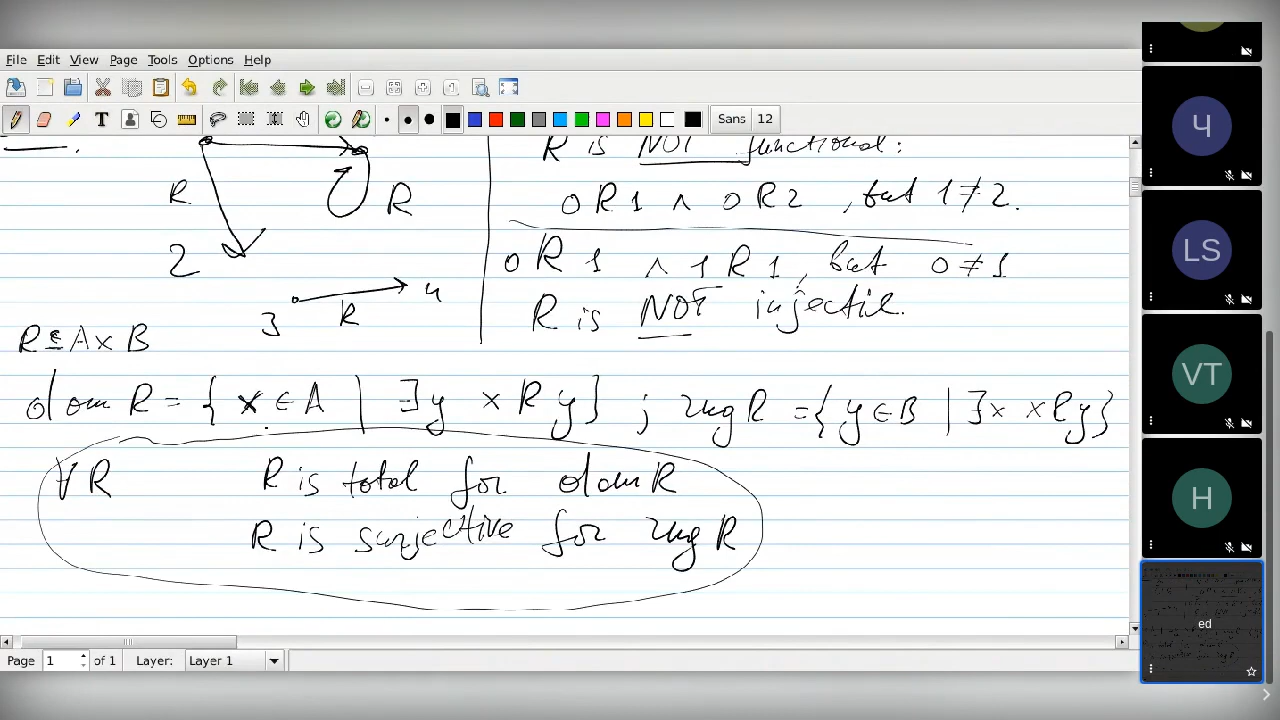 File Edit View Page Tools Options Help
Sans 12
R is NOT functional:
R R
0 R 1 ∧ 0 R 2 , but 1 ≠ 2.
2
0 R 1 ∧ 1 R 1, but 0 ≠ 1
3 R 4
R is NOT injectiv.
R ⊆ A × B
dom R = { x ∈ A | ∃y x R y} ; rng R = {y ∈ B | ∃x xRy}
∀R R is total for dom R
R is surjective for rng R
Page 1 of 1 Layer: Layer 1
Ч
LS
VT
H
ed